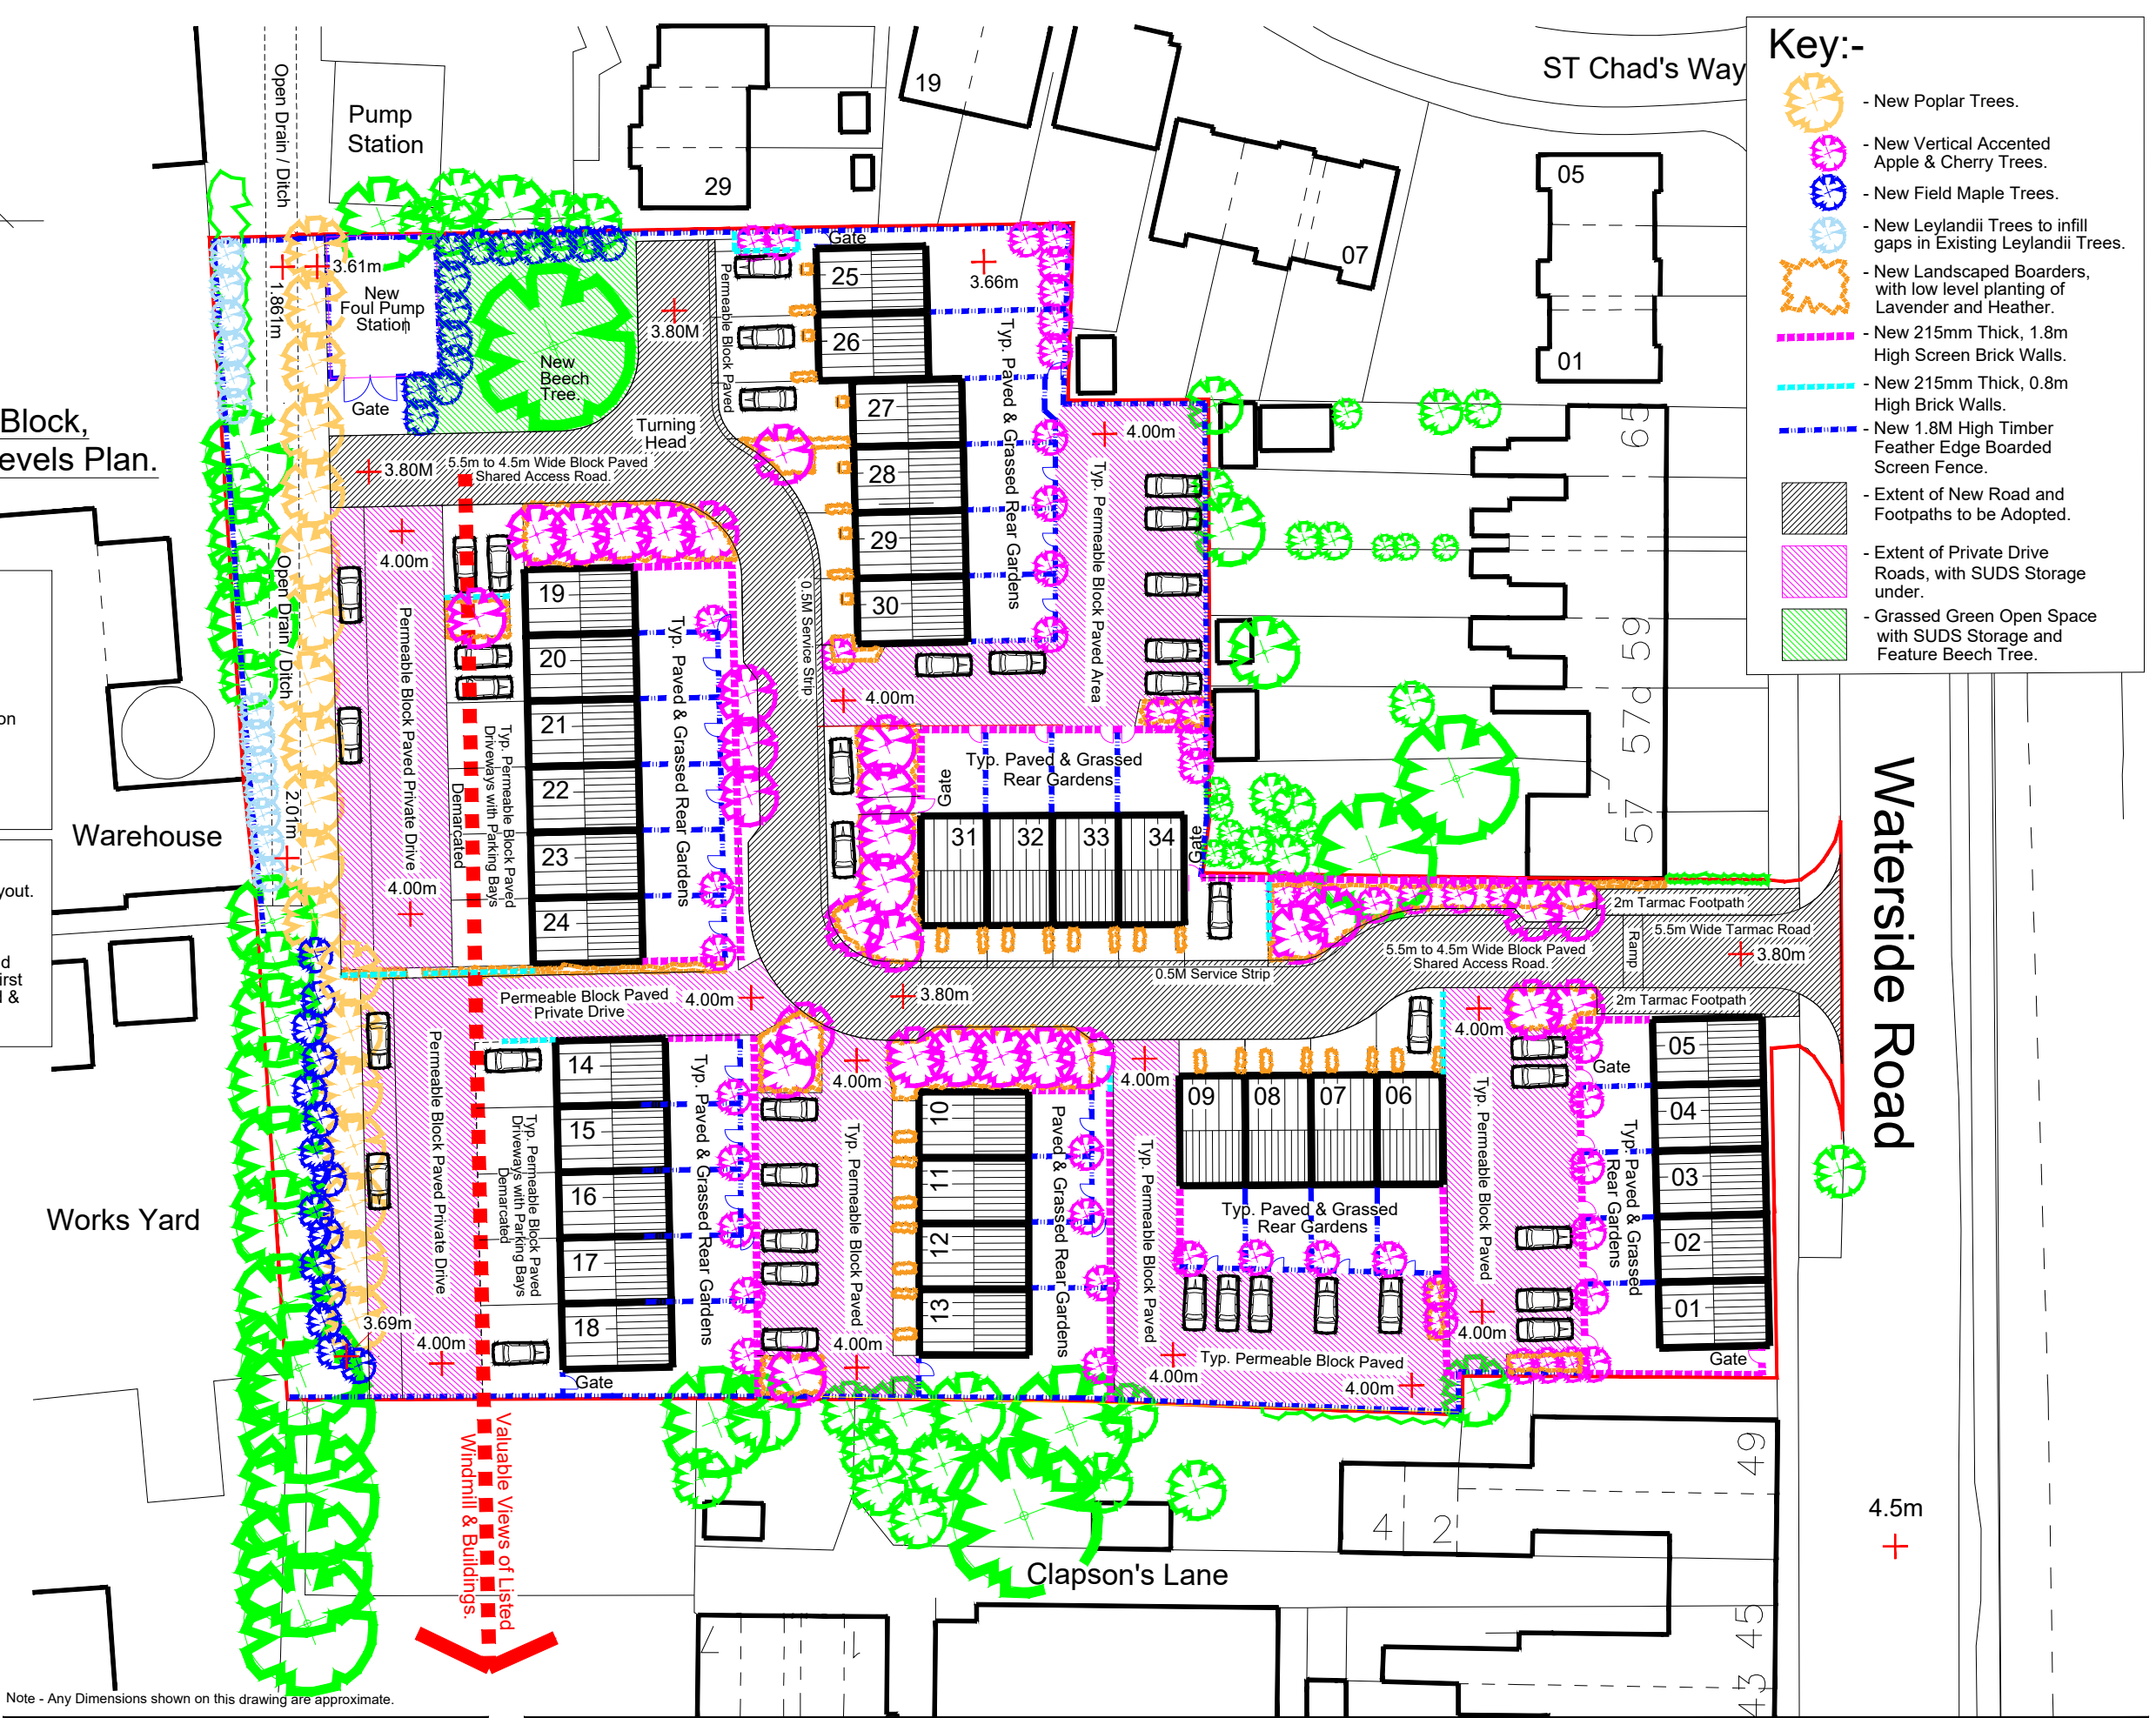 Key:-
- New Poplar Trees.
- New Vertical Accented
Apple & Cherry Trees.
- New Field Maple Trees.
- New Leylandii Trees to infill
gaps in Existing Leylandii Trees.
- New Landscaped Boarders,
with low level planting of
Lavender and Heather.
- New 215mm Thick, 1.8m
High Screen Brick Walls.
- New 215mm Thick, 0.8m
High Brick Walls.
- New 1.8M High Timber
Feather Edge Boarded
Screen Fence.
- Extent of New Road and
Footpaths to be Adopted.
- Extent of Private Drive
Roads, with SUDS Storage
under.
- Grassed Green Open Space
with SUDS Storage and
Feature Beech Tree.
ST Chad's Way
Pump
Station
Open Drain / Ditch
29
19
07
05
01
65
59
57a
57
Block,
evels Plan.
3.61m
1.861m
New
Foul Pump
Station
Gate
New
Beech
Tree.
3.80M
Turning
Head
3.80M
5.5m to 4.5m Wide Block Paved
Shared Access Road.
Permeable Block Paved
Gate
25
26
27
28
29
30
3.66m
Typ. Paved & Grassed Rear Gardens
4.00m
Typ. Permeable Block Paved Area
4.00m
0.5M Service Strip
4.00m
Permeable Block Paved Private Drive
4.00m
Open Drain / Ditch
2.01m
19
20
21
22
23
24
Typ. Permeable Block Paved
Driveways with Parking Bays
Demarcated
Typ. Paved & Grassed Rear Gardens
Typ. Paved & Grassed
Rear Gardens
Gate
31
32
33
34
Gate
Warehouse
on
yout.
d
irst
l &
Works Yard
Waterside Road
2m Tarmac Footpath
5.5m Wide Tarmac Road
3.80m
Ramp
5.5m to 4.5m Wide Block Paved
Shared Access Road.
0.5M Service Strip
2m Tarmac Footpath
3.80m
Permeable Block Paved
Private Drive
4.00m
Permeable Block Paved Private Drive
Typ. Permeable Block Paved
Driveways with Parking Bays
Demarcated
14
15
16
17
18
Gate
3.69m
4.00m
Typ. Paved & Grassed Rear Gardens
4.00m
Typ. Permeable Block Paved
4.00m
10
11
12
13
Paved & Grassed Rear Gardens
4.00m
Typ. Permeable Block Paved
4.00m
09
08
07
06
Typ. Paved & Grassed
Rear Gardens
Typ. Permeable Block Paved
4.00m
4.00m
Typ. Permeable Block Paved
4.00m
Gate
05
04
03
02
01
Typ. Paved & Grassed
Rear Gardens
Gate
Valuable Views of Listed
Windmill & Buildings.
Clapson's Lane
4
2
49
45
43
7
1
4.5m
Note - Any Dimensions shown on this drawing are approximate.